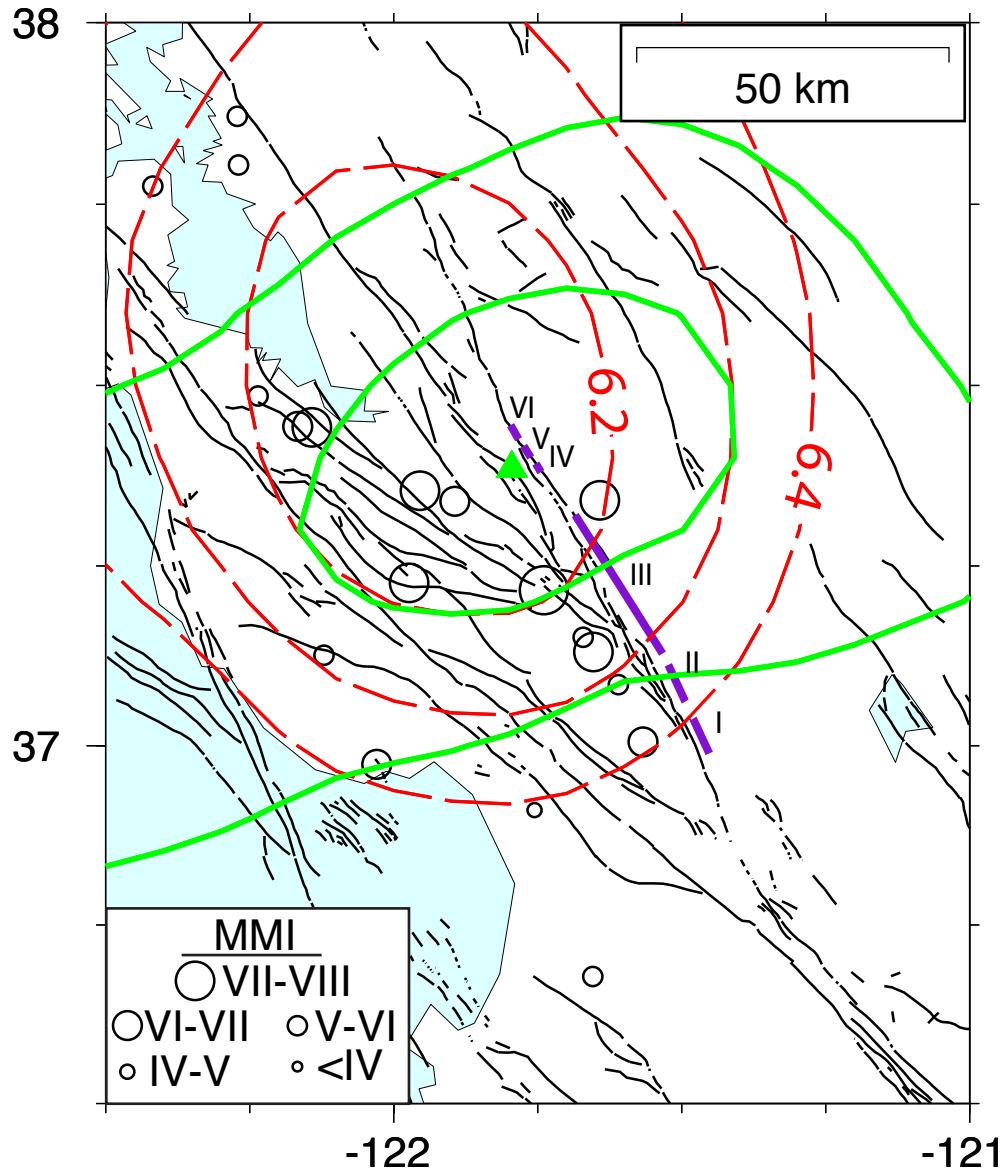 38
50 km
6.2
VI
V
IV
6.4
III
II
I
37
MMI
VII-VIII
VI-VII V-VI
IV-V <IV
-122 -121